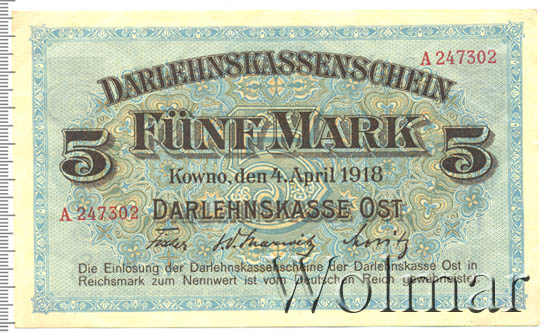 A 247302
DARLEHNSKASSENSCHEIN
5 FÜNF MARK 5
Kowno, den 4. April 1918
A 247302 DARLEHNSKASSE OST
Die Einlösung der Darlehnskassenscheine der Darlehnskasse Ost in
Reichsmark zum Nennwert ist vom Deutschen Reich gewährleistet
Wolmar